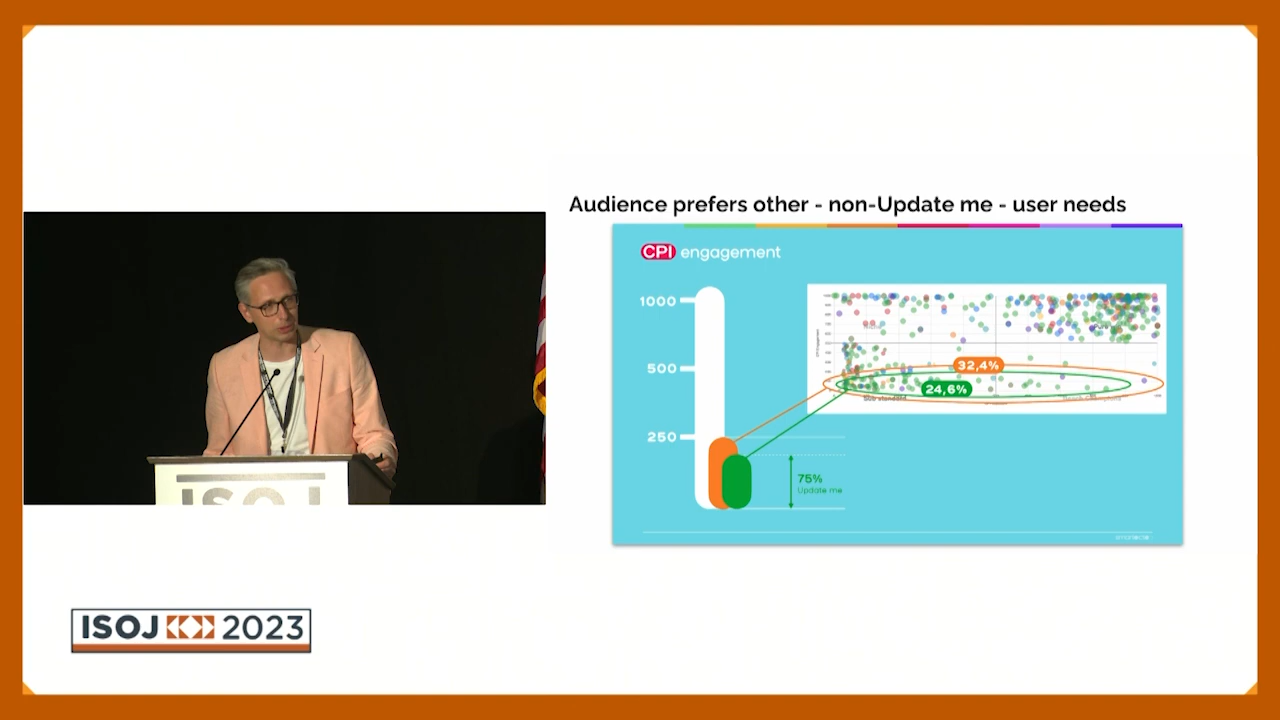 Audience prefers other - non-Update me - user needs
CPI engagement
1000
500
250
32,4%
24,6%
75%
Update me
ISOJ
ISOJ 2023